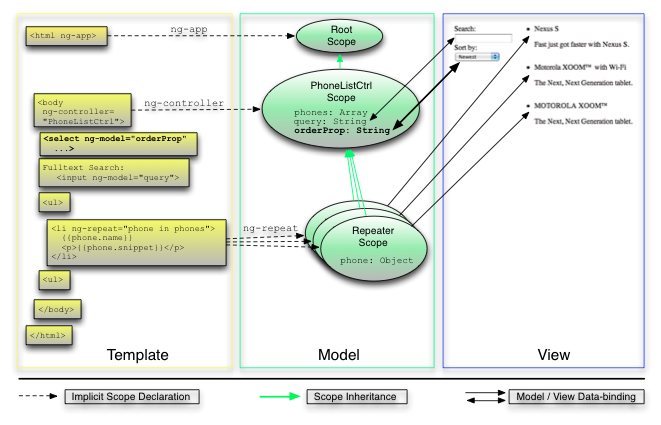 <html ng-app>
ng-app
Root
Scope
<body
ng-controller=
"PhoneListCtrl">
ng-controller
PhoneListCtrl
Scope
phones: Array
query: String
orderProp: String
<select ng-model="orderProp"
...>
Fulltext Search:
<input ng-model="query">
<ul>
<li ng-repeat="phone in phones">
{{phone.name}}
<p>{{phone.snippet}}</p>
</li>
ng-repeat
Repeater
Scope
phone: Object
<ul>
</body>
</html>
Search:
Sort by:
Newest
• Nexus S
Fast just got faster with Nexus S.
• Motorola XOOM™ with Wi-Fi
The Next, Next Generation tablet.
• MOTOROLA XOOM™
The Next, Next Generation tablet.
Template
Model
View
Implicit Scope Declaration
Scope Inheritance
Model / View Data-binding